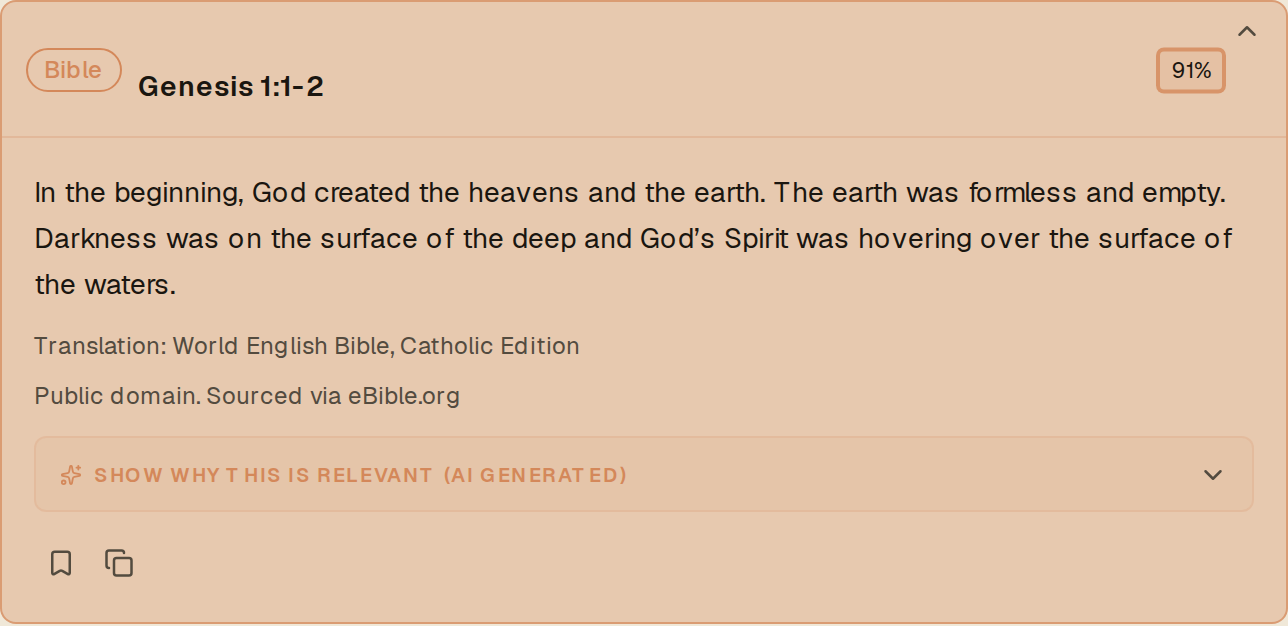 Bible
Genesis 1:1-2
91%
In the beginning, God created the heavens and the earth. The earth was formless and empty.
Darkness was on the surface of the deep and God’s Spirit was hovering over the surface of
the waters.
Translation: World English Bible, Catholic Edition
Public domain. Sourced via eBible.org
SHOW WHY THIS IS RELEVANT (AI GENERATED)